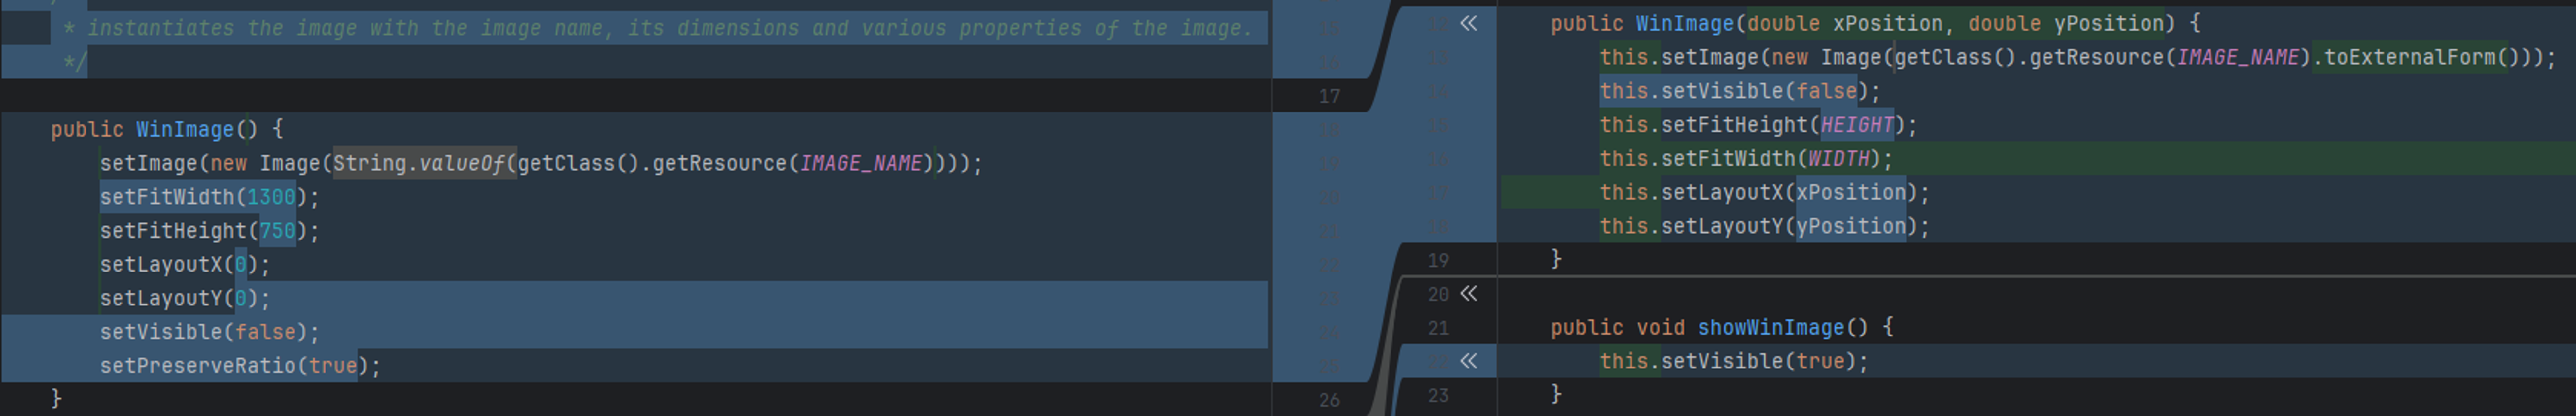 * instantiates the image with the image name, its dimensions and various properties of the image.
*/
17
public WinImage() {
setImage(new Image(String.valueOf(getClass().getResource(IMAGE_NAME))));
setFitWidth(1300);
setFitHeight(750);
setLayoutX(0);
setLayoutY(0);
setVisible(false);
setPreserveRatio(true);
}
26
public WinImage(double xPosition, double yPosition) {
this.setImage(new Image(getClass().getResource(IMAGE_NAME).toExternalForm()));
this.setVisible(false);
this.setFitHeight(HEIGHT);
this.setFitWidth(WIDTH);
this.setLayoutX(xPosition);
this.setLayoutY(yPosition);
19 }
20
21 public void showWinImage() {
this.setVisible(true);
23 }